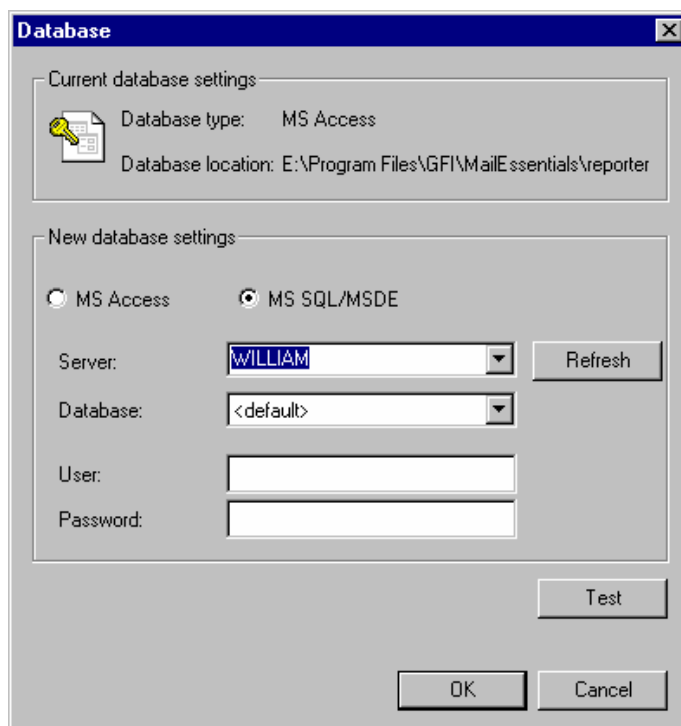 Database
Current database settings
Database type: MS Access
Database location: E:\Program Files\GFI\MailEssentials\reporter
New database settings
MS Access MS SQL/MSDE
Server: WILLIAM Refresh
Database: <default>
User:
Password:
Test
OK Cancel